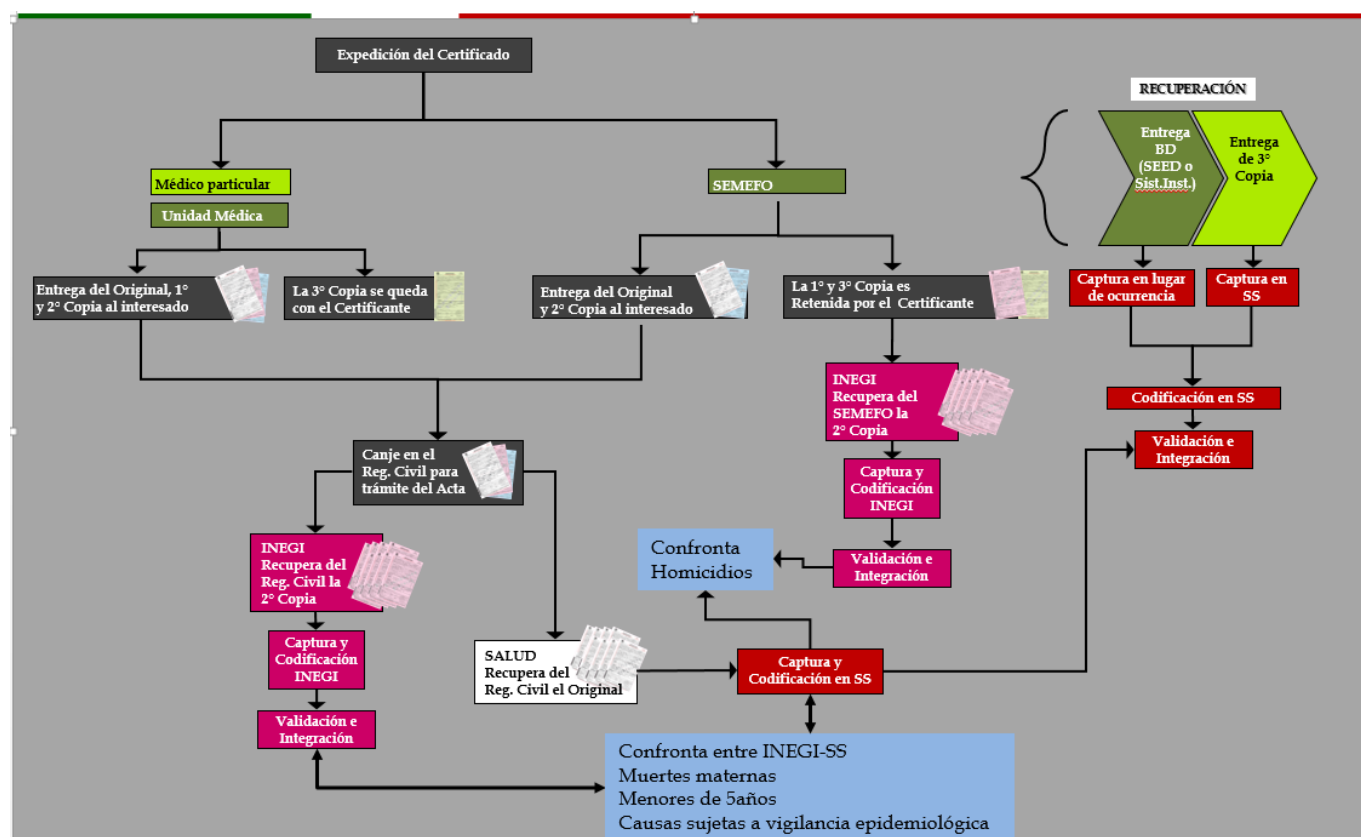 Expedición del Certificado
RECUPERACIÓN
Entrega
BD
(SEED o
Sist.Inst.)
Entrega
de 3°
Copia
Médico particular
Unidad Médica
SEMEFO
Entrega del Original, 1°
y 2° Copia al interesado
La 3° Copia se queda
con el Certificante
Entrega del Original
y 2° Copia al interesado
La 1° y 3° Copia es
Retenida por el Certificante
Captura en lugar
de ocurrencia
Captura en
SS
INEGI
Recupera del
SEMEFO la
2° Copia
Codificación en SS
Validación e
Integración
Canje en el
Reg. Civil para
trámite del Acta
Captura y
Codificación
INEGI
INEGI
Recupera del
Reg. Civil la
2° Copia
Confronta
Homicidios
Validación e
Integración
Captura y
Codificación
INEGI
SALUD
Recupera del
Reg. Civil el Original
Captura y
Codificación en SS
Validación e
Integración
Confronta entre INEGI-SS
Muertes maternas
Menores de 5años
Causas sujetas a vigilancia epidemiológica